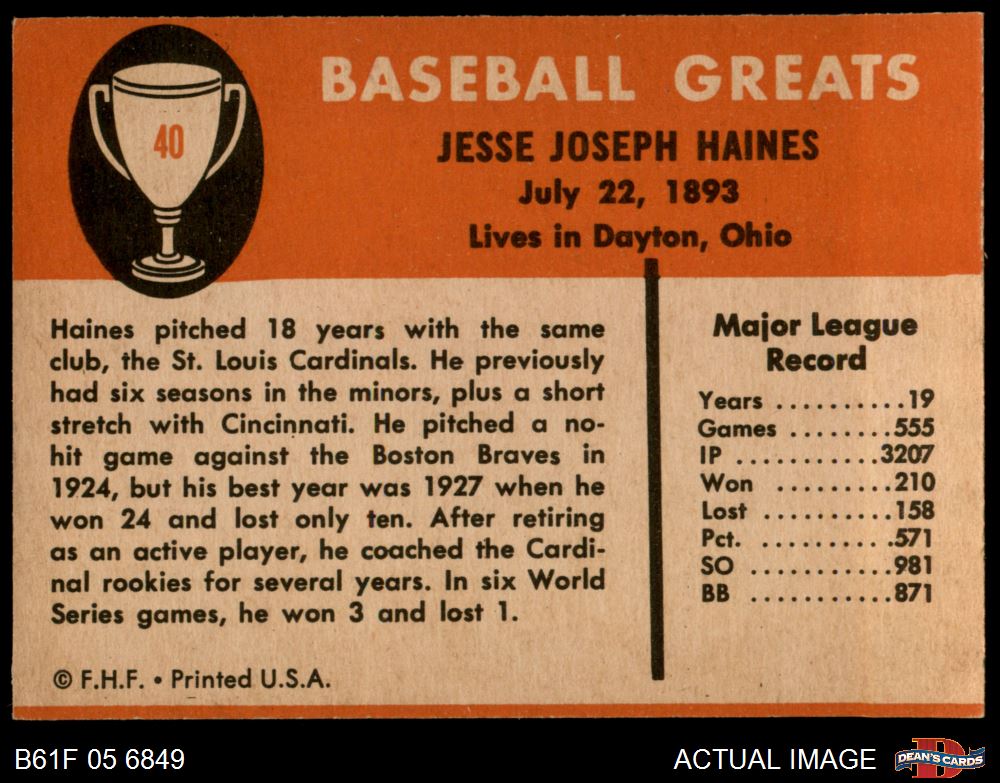 40
BASEBALL GREATS
JESSE JOSEPH HAINES
July 22, 1893
Lives in Dayton, Ohio
Haines pitched 18 years with the same
club, the St. Louis Cardinals. He previously
had six seasons in the minors, plus a short
stretch with Cincinnati. He pitched a no-
hit game against the Boston Braves in
1924, but his best year was 1927 when he
won 24 and lost only ten. After retiring
as an active player, he coached the Cardi-
nal rookies for several years. In six World
Series games, he won 3 and lost 1.
© F.H.F. • Printed U.S.A.
Major League
Record
Years ..........19
Games ........555
IP ...........3207
Won .........210
Lost ..........158
Pct. ..........571
SO ...........981
BB ...........871
B61F 05 6849
ACTUAL IMAGE
D
DEAN'S CARDS